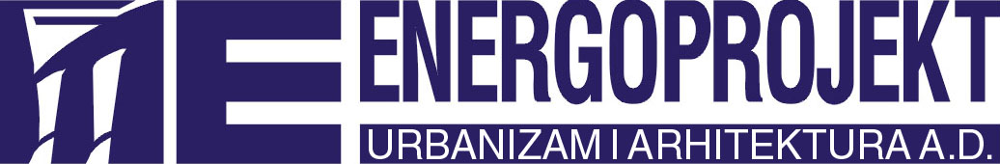 E ENERGOPROJEKT
URBANIZAM I ARHITEKTURA A.D.